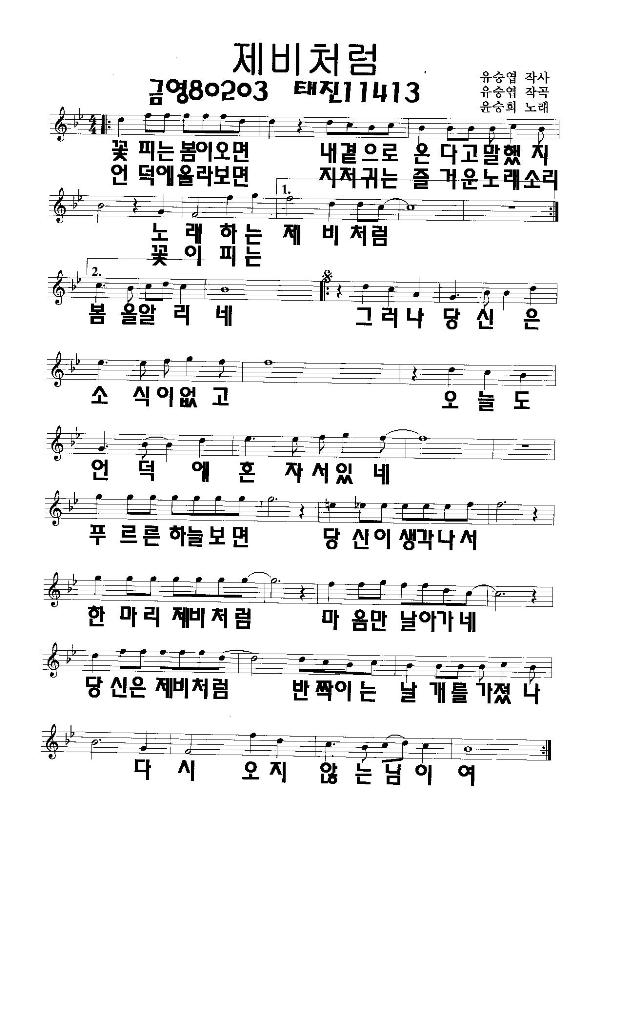 제비처럼
금영80203 태진11413
유승엽 작사
유승엽 작곡
윤승희 노래
꽃 피는봄이오면 내곁으로 온다고말했지
언 덕에올라보면 지저귀는 즐거운노래소리
1.
노래하는 제 비처럼
꽃이피는
2.
봄 을알 리 네 그러나 당 신 은
소 식이없 고 오 늘 도
언 덕 에 혼 자서있 네
푸 르른 하늘보면 당 신이 생각나서
한 마리 제비처럼 마 음만 날아가네
당 신은 제비처럼 반짝이는 날 개를 가졌 나
다 시 오 지 않 는 님 이 여